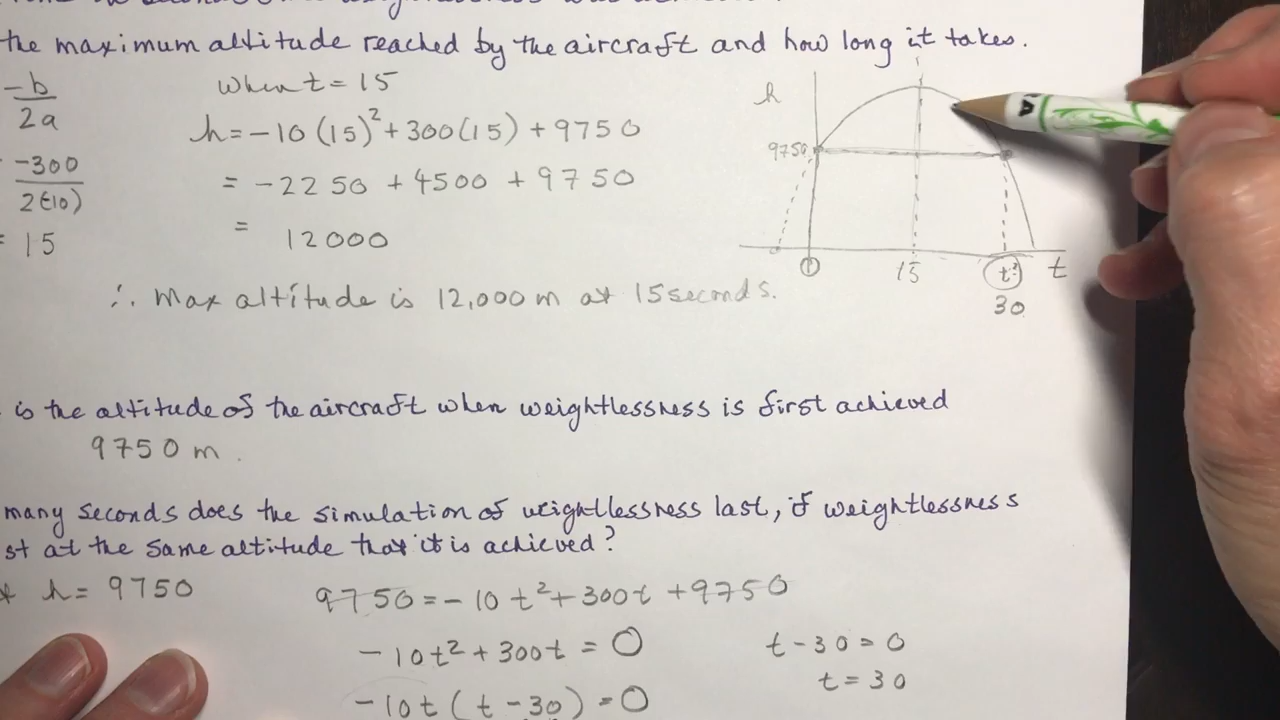 the maximum altitude reached by the aircraft and how long it takes.
-b
2a
-300
2(-10)
= 15
when t = 15
h = -10 (15)² + 300(15) + 9750
= -2250 + 4500 + 9750
= 12000
∴ Max altitude is 12,000 m at 15 seconds.
h
9750
0
15
t?
t
30
is the altitude of the aircraft when weightlessness is first achieved
9750 m.
many seconds does the simulation of weightlessness last, if weightlessness
st at the same altitude that it is achieved?
h = 9750
9750 = -10t² + 300t + 9750
-10t² + 300t = 0
-10t (t - 30) = 0
t - 30 = 0
t = 30